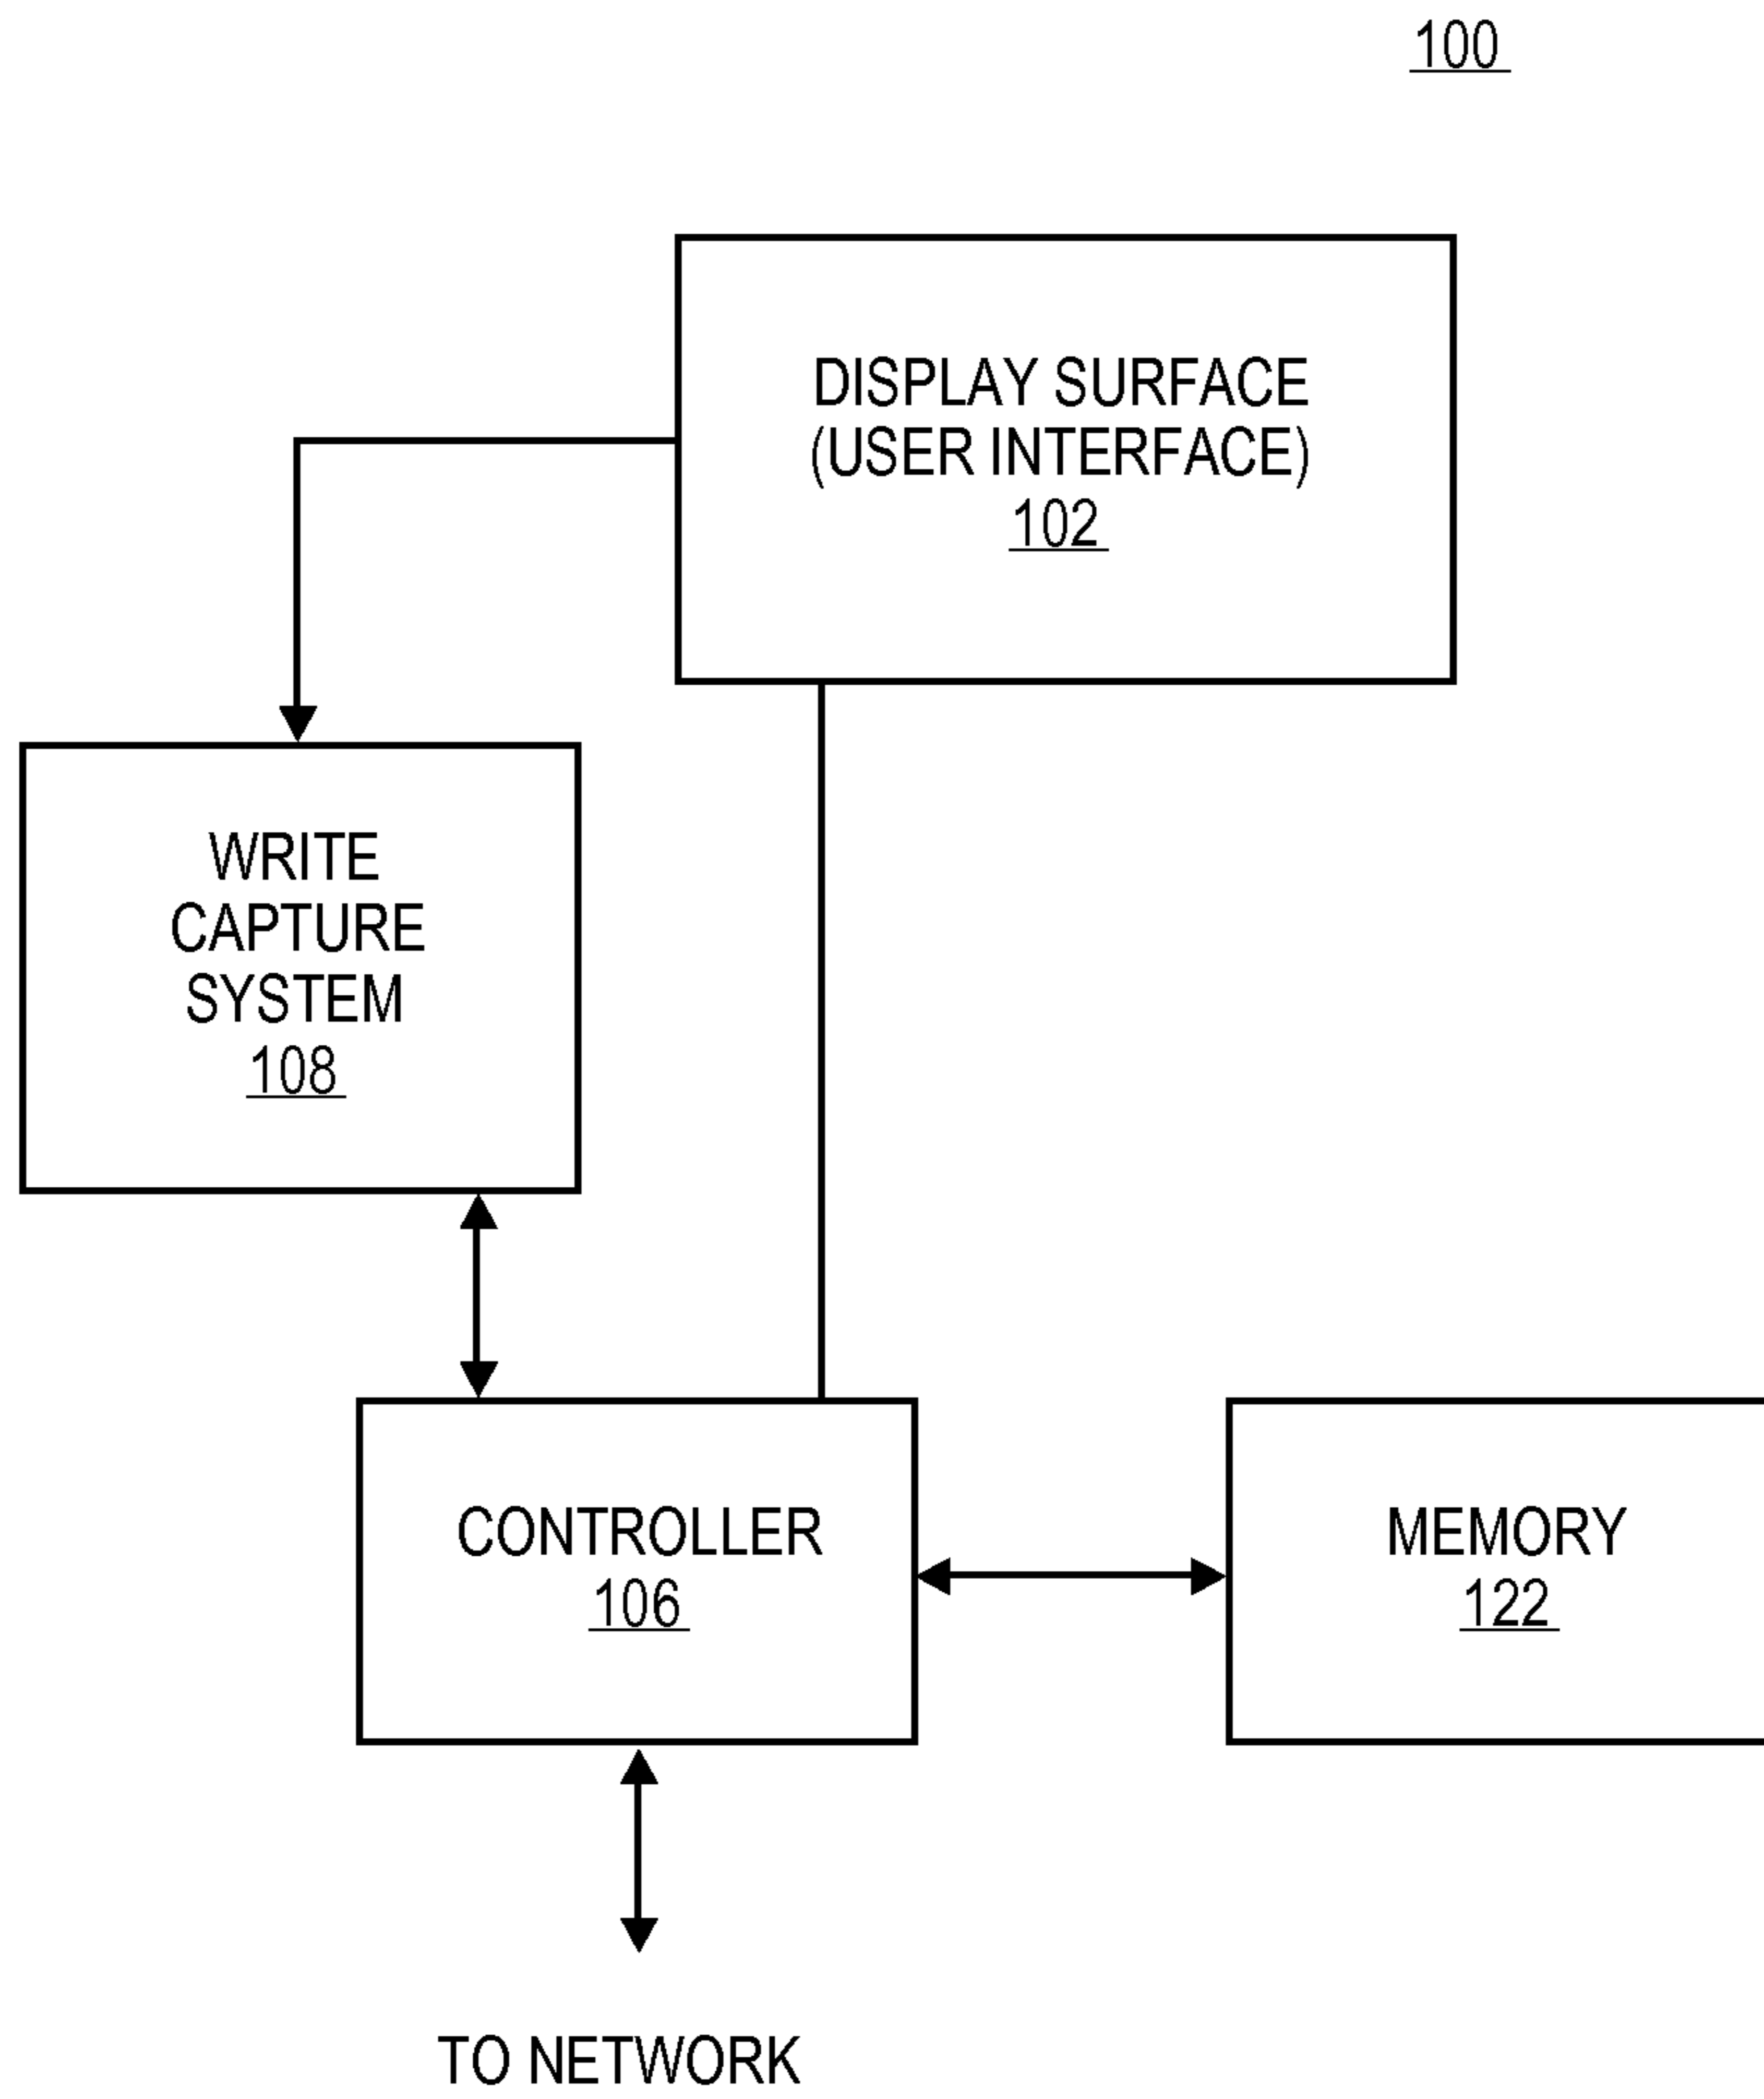 100
DISPLAY SURFACE
(USER INTERFACE)
102
WRITE
CAPTURE
SYSTEM
108
CONTROLLER
106
MEMORY
122
TO NETWORK